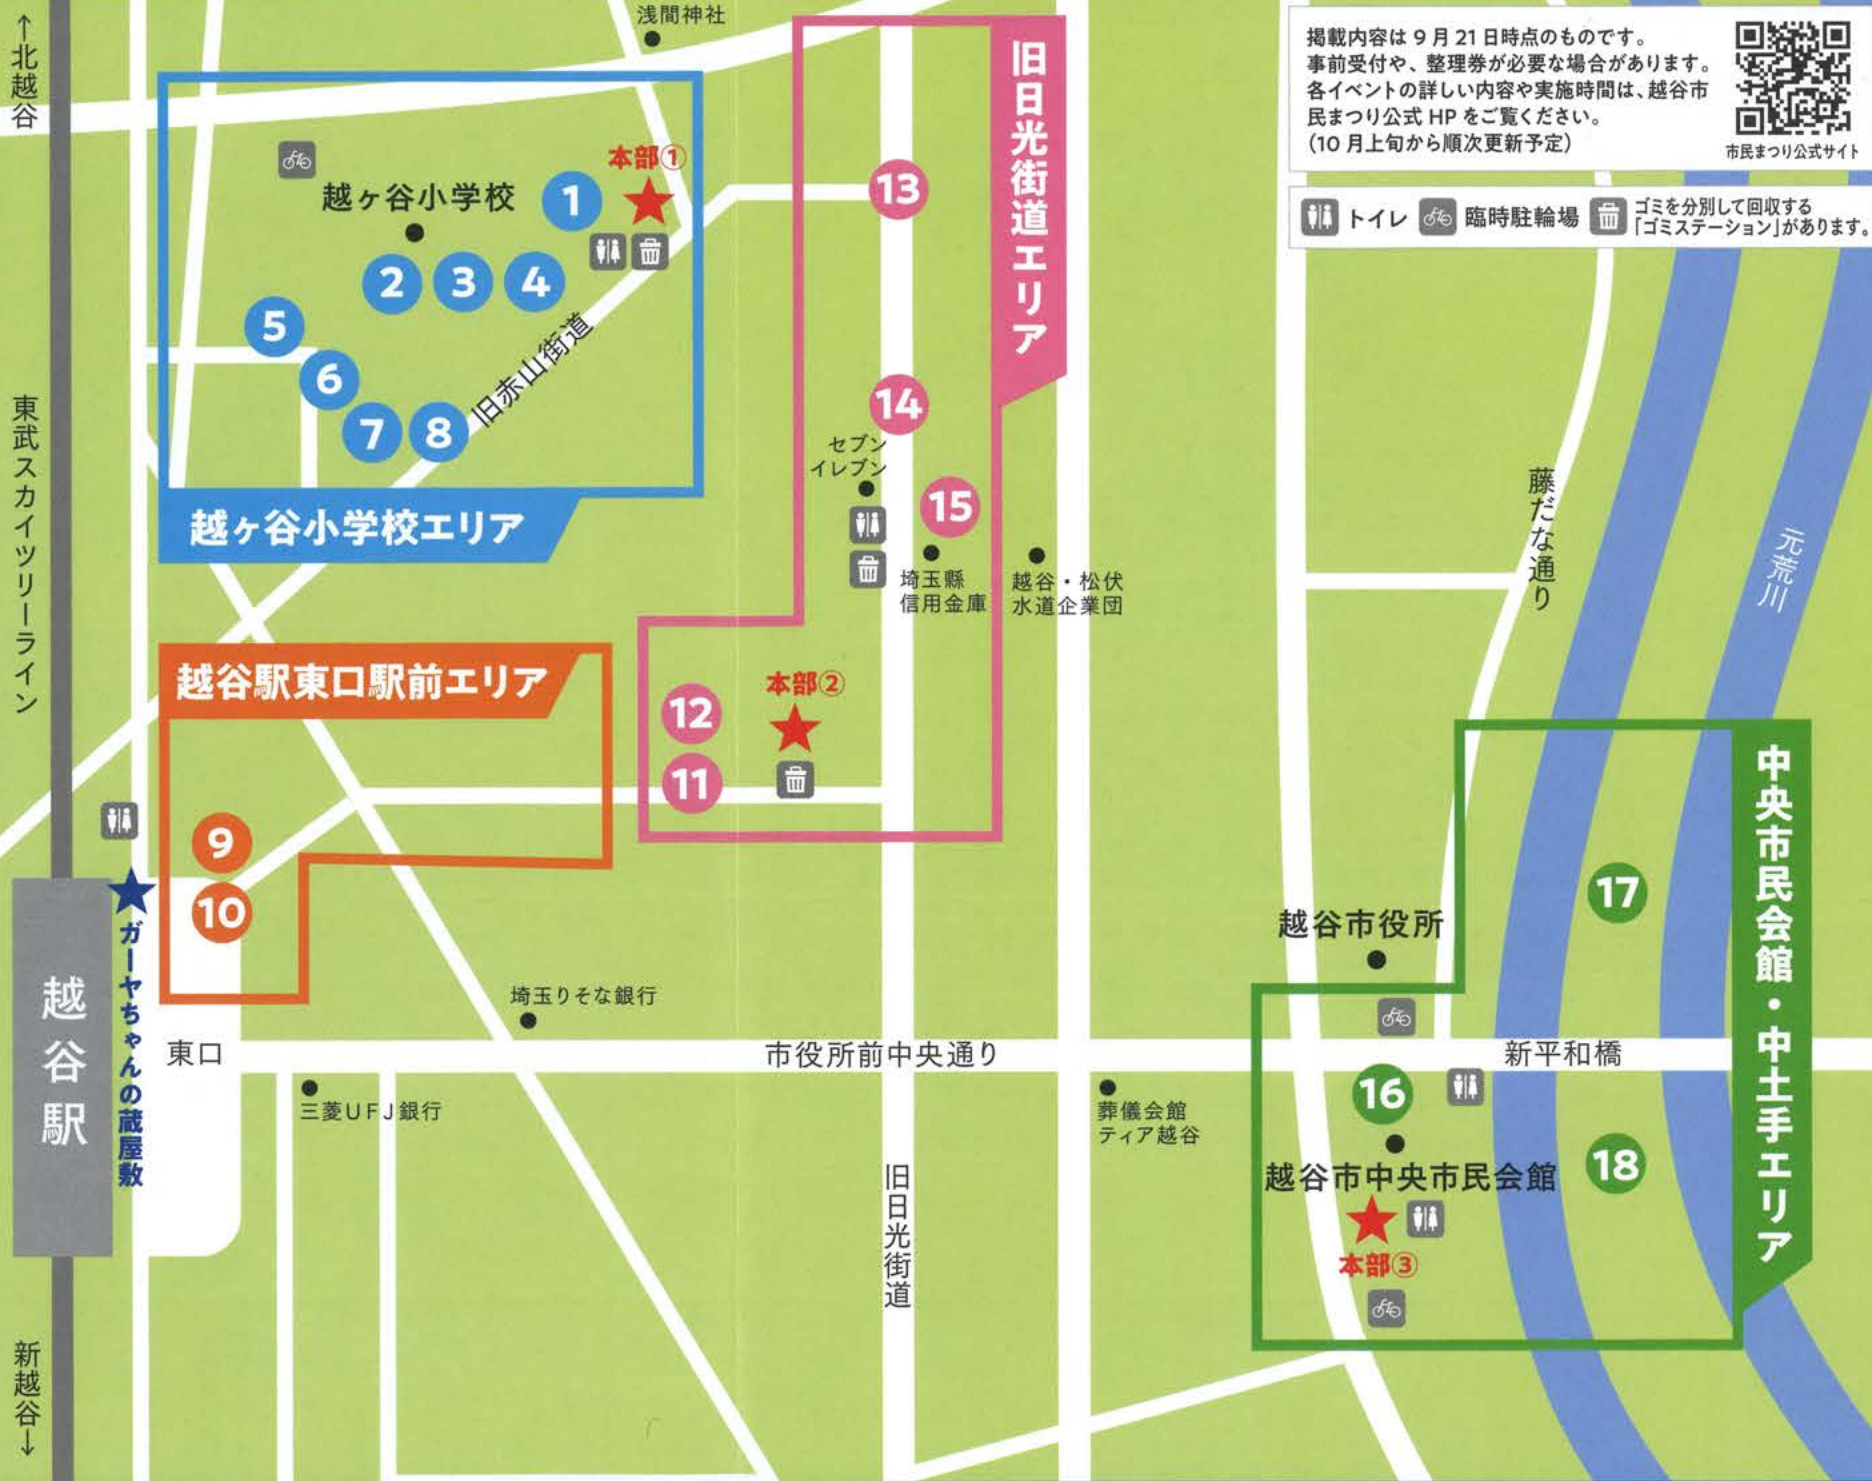 ↑北越谷
東武スカイツリーライン
越谷駅
新越谷↓
浅間神社
本部①
越ヶ谷小学校
1
2
3
4
5
6
7
8
旧赤山街道
越ヶ谷小学校エリア
旧日光街道エリア
13
14
セブン
イレブン
15
埼玉縣
信用金庫
越谷・松伏
水道企業団
12
本部②
11
越谷駅東口駅前エリア
9
10
ガーヤちゃんの蔵屋敷
東口
埼玉りそな銀行
三菱UFJ銀行
市役所前中央通り
旧日光街道
葬儀会館
ティア越谷
掲載内容は9月21日時点のものです。
事前受付や、整理券が必要な場合があります。
各イベントの詳しい内容や実施時間は、越谷市
民まつり公式HPをご覧ください。
(10月上旬から順次更新予定)
市民まつり公式サイト
トイレ
臨時駐輪場
ゴミを分別して回収する
「ゴミステーション」があります。
藤だな通り
元荒川
中央市民会館・中土手エリア
17
越谷市役所
新平和橋
16
18
越谷市中央市民会館
本部③